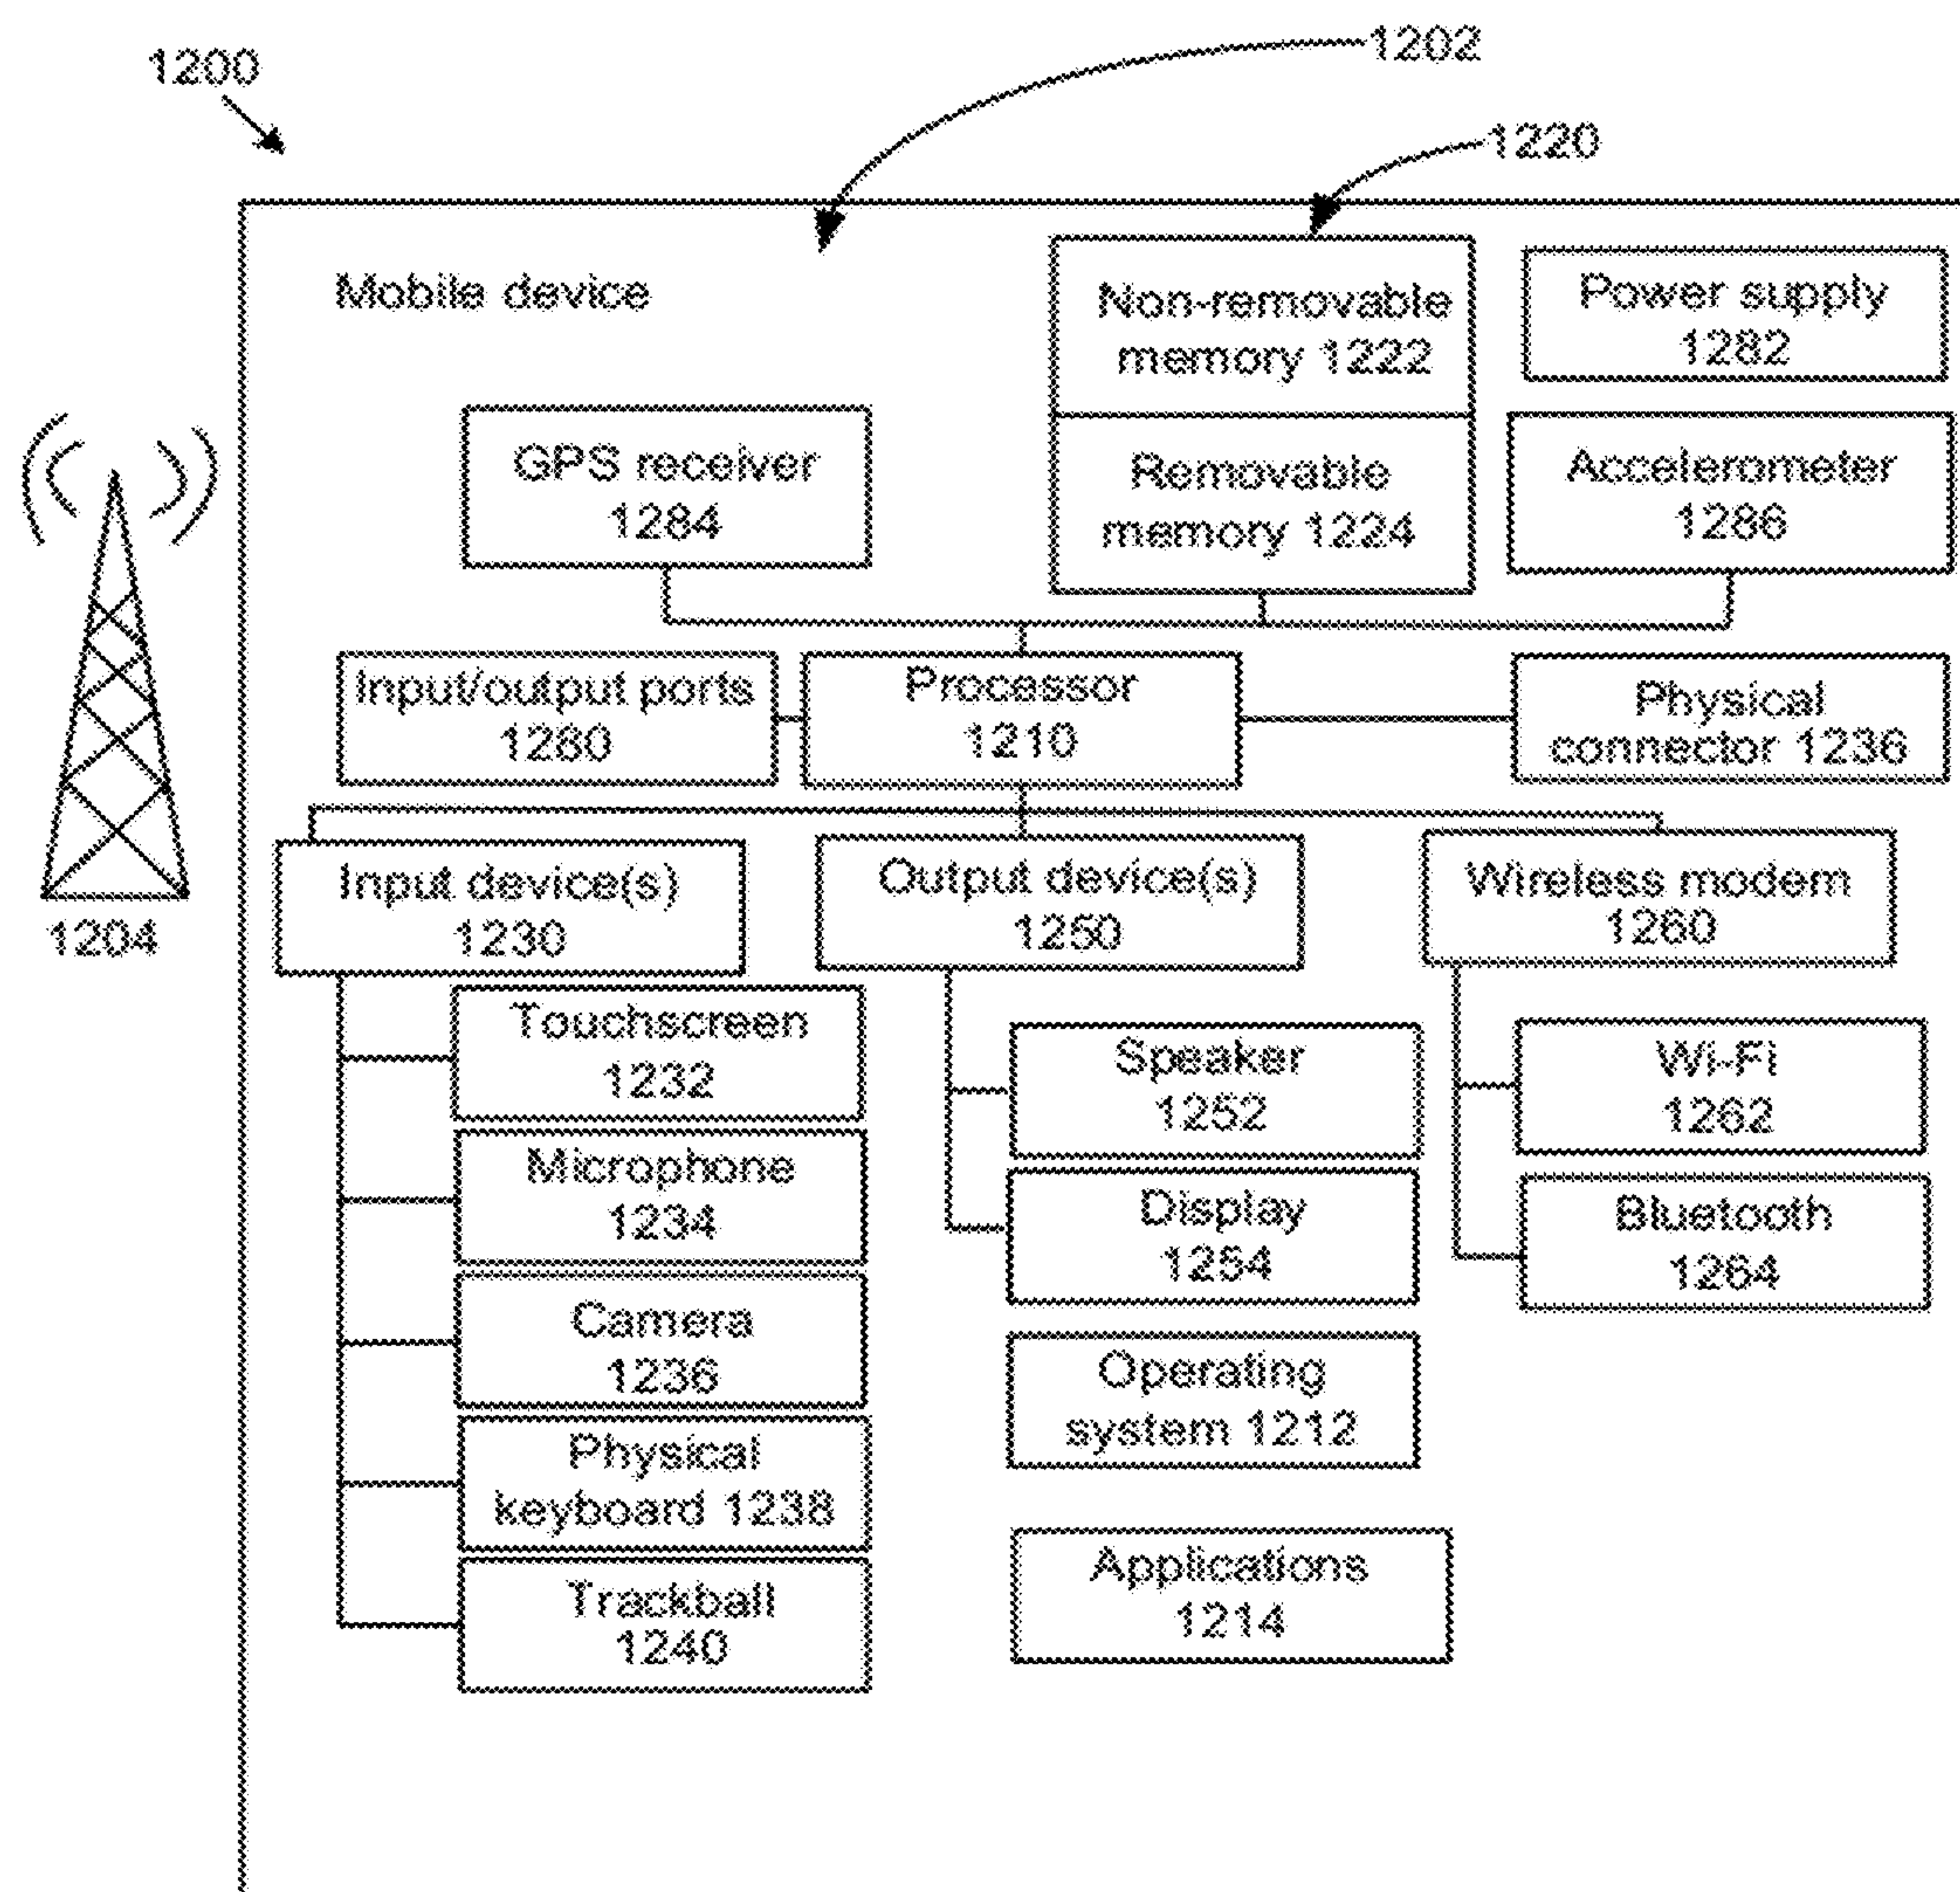 1200
1202
1220
Mobile device
Non-removable
memory 1222
Power supply
1282
GPS receiver
1284
Removable
memory 1224
Accelerometer
1286
Input/output ports
1280
Processor
1210
Physical
connector 1236
1204
Input device(s)
1230
Output device(s)
1250
Wireless modem
1260
Touchscreen
1232
Speaker
1252
Wi-Fi
1262
Microphone
1234
Display
1254
Bluetooth
1264
Camera
1236
Operating
system 1212
Physical
keyboard 1238
Applications
1214
Trackball
1240